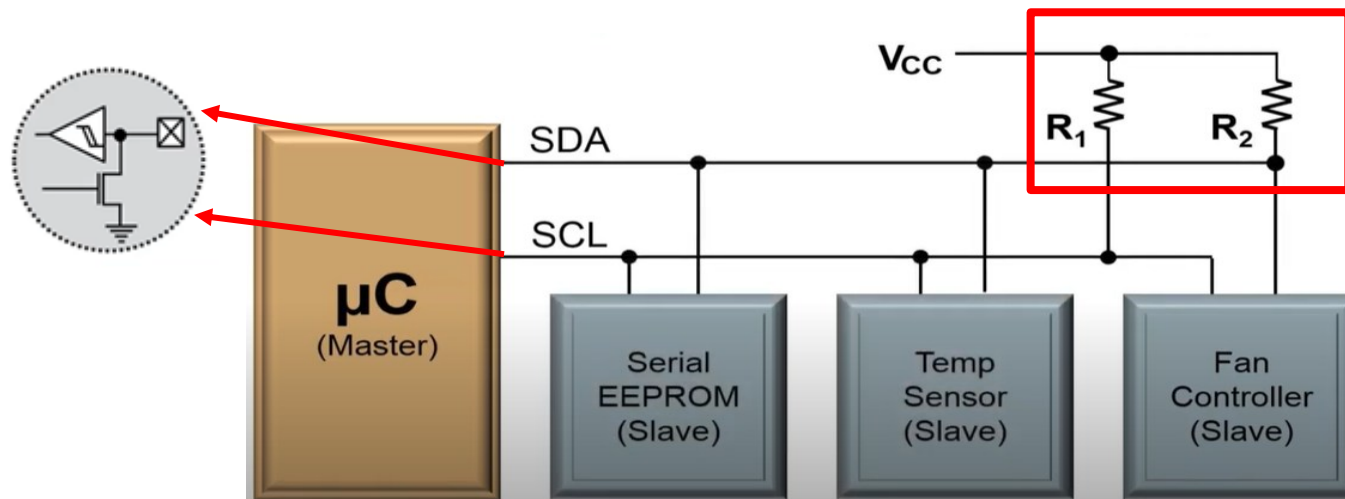 VCC
R1
R2
SDA
SCL
μC
(Master)
Serial
EEPROM
(Slave)
Temp
Sensor
(Slave)
Fan
Controller
(Slave)